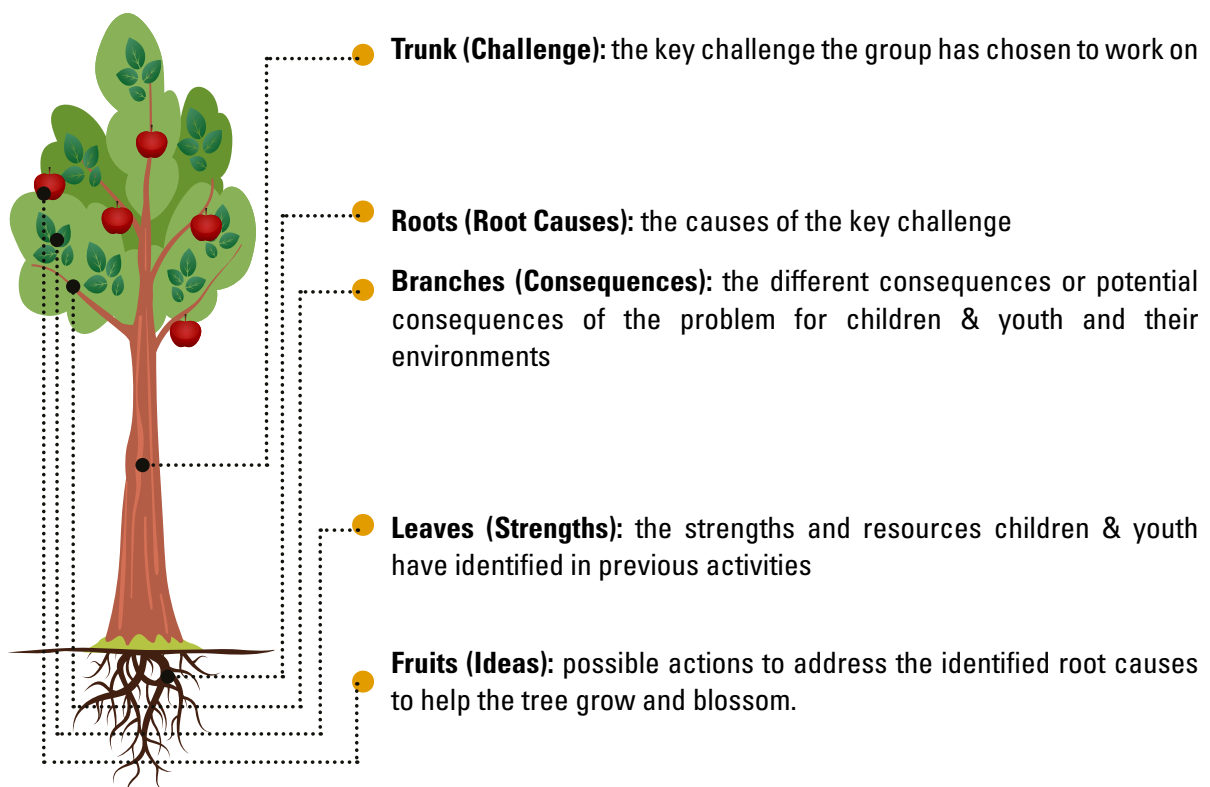 Trunk (Challenge): the key challenge the group has chosen to work on
Roots (Root Causes): the causes of the key challenge
Branches (Consequences): the different consequences or potential
consequences of the problem for children & youth and their
environments
Leaves (Strengths): the strengths and resources children & youth
have identified in previous activities
Fruits (Ideas): possible actions to address the identified root causes
to help the tree grow and blossom.